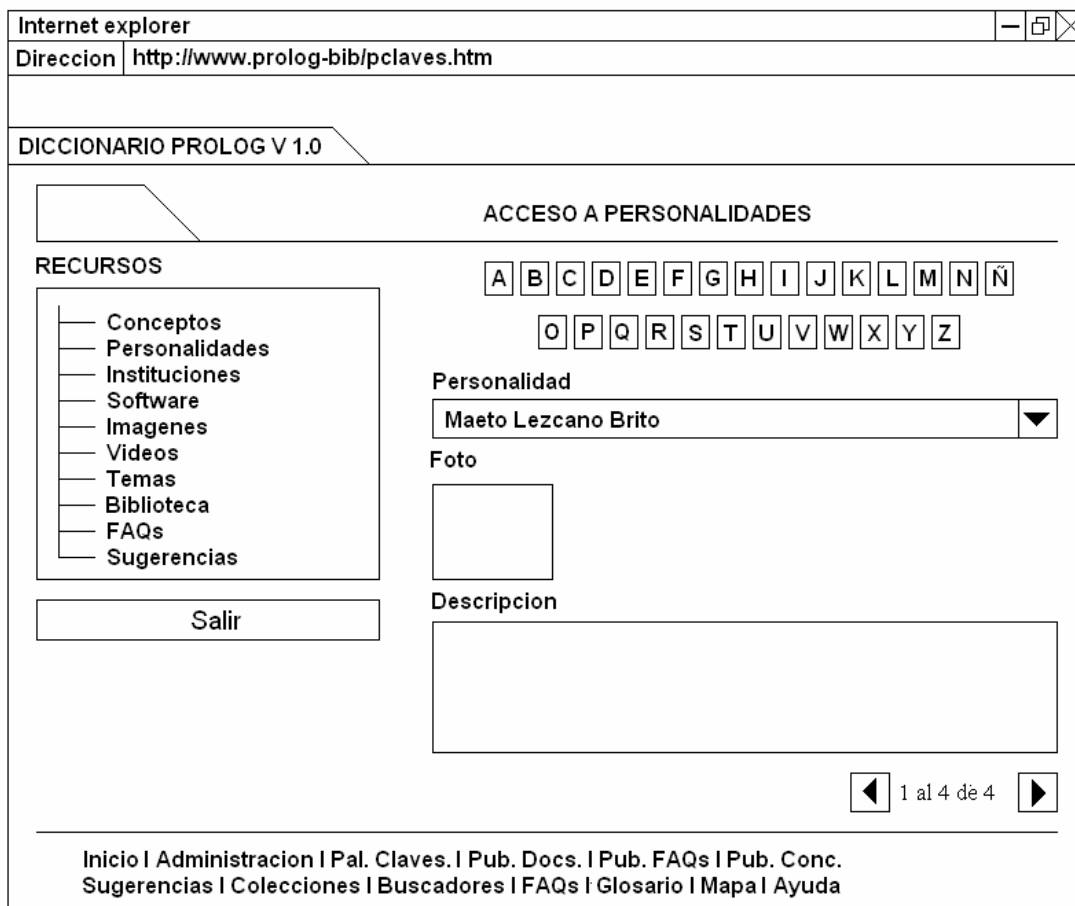 Internet explorer
Direccion http://www.prolog-bib/pclaves.htm
DICCIONARIO PROLOG V 1.0
ACCESO A PERSONALIDADES
RECURSOS
Conceptos
Personalidades
Instituciones
Software
Imagenes
Videos
Temas
Biblioteca
FAQs
Sugerencias
Salir
A B C D E F G H I J K L M N Ñ
O P Q R S T U V W X Y Z
Personalidad
Maeto Lezcano Brito
Foto
Descripcion
1 al 4 de 4
Inicio I Administracion I Pal. Claves. I Pub. Docs. I Pub. FAQs I Pub. Conc.
Sugerencias I Colecciones I Buscadores I FAQs I Glosario I Mapa I Ayuda